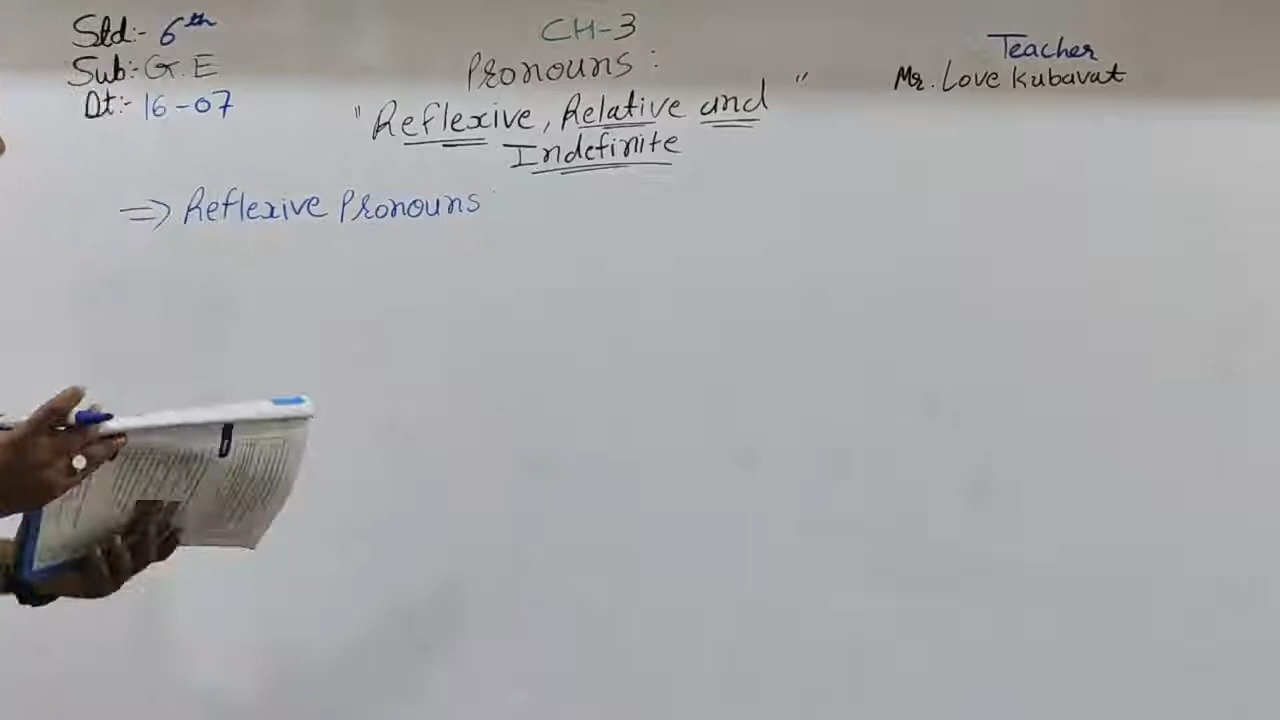 Std:- 6th
Sub:- G.E
Dt:- 16-07
CH-3
Pronouns:
"Reflexive, Relative and
Indefinite"
Teacher
Mr. Love Kubavat
⇒ Reflexive Pronouns